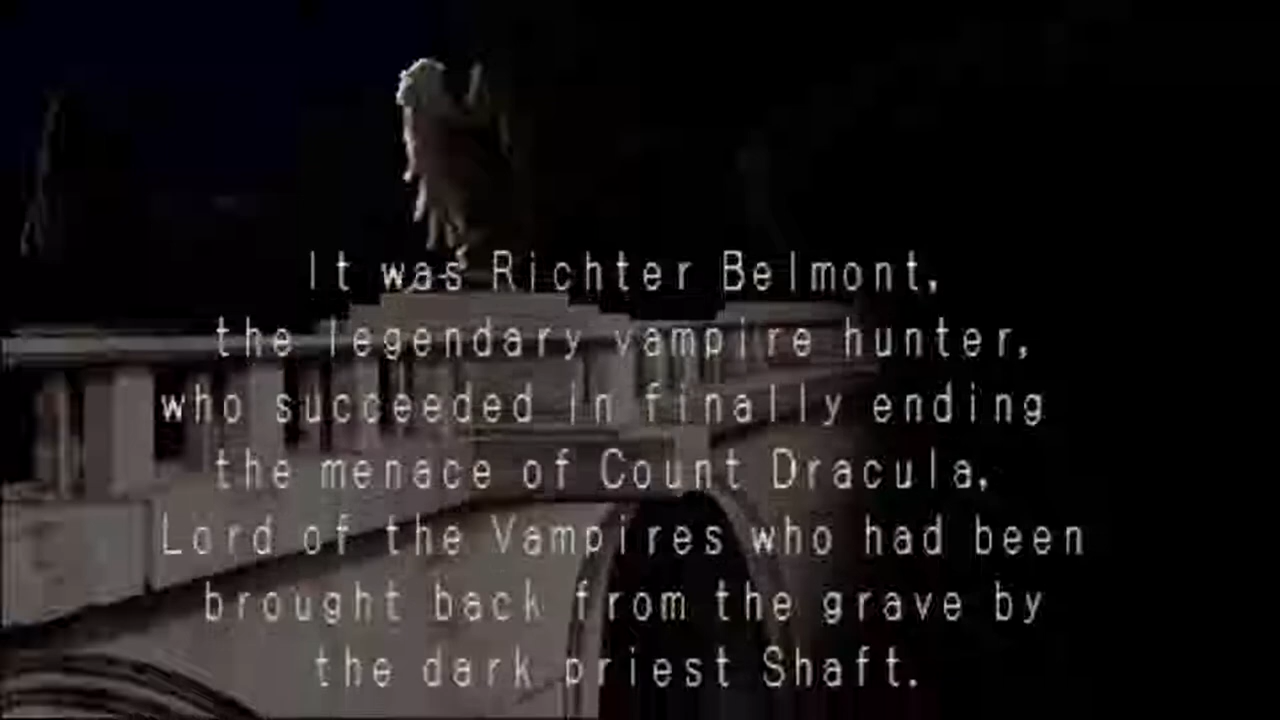 It was Richter Belmont,
the legendary vampire hunter,
who succeeded in finally ending
the menace of Count Dracula,
Lord of the Vampires who had been
brought back from the grave by
the dark priest Shaft.